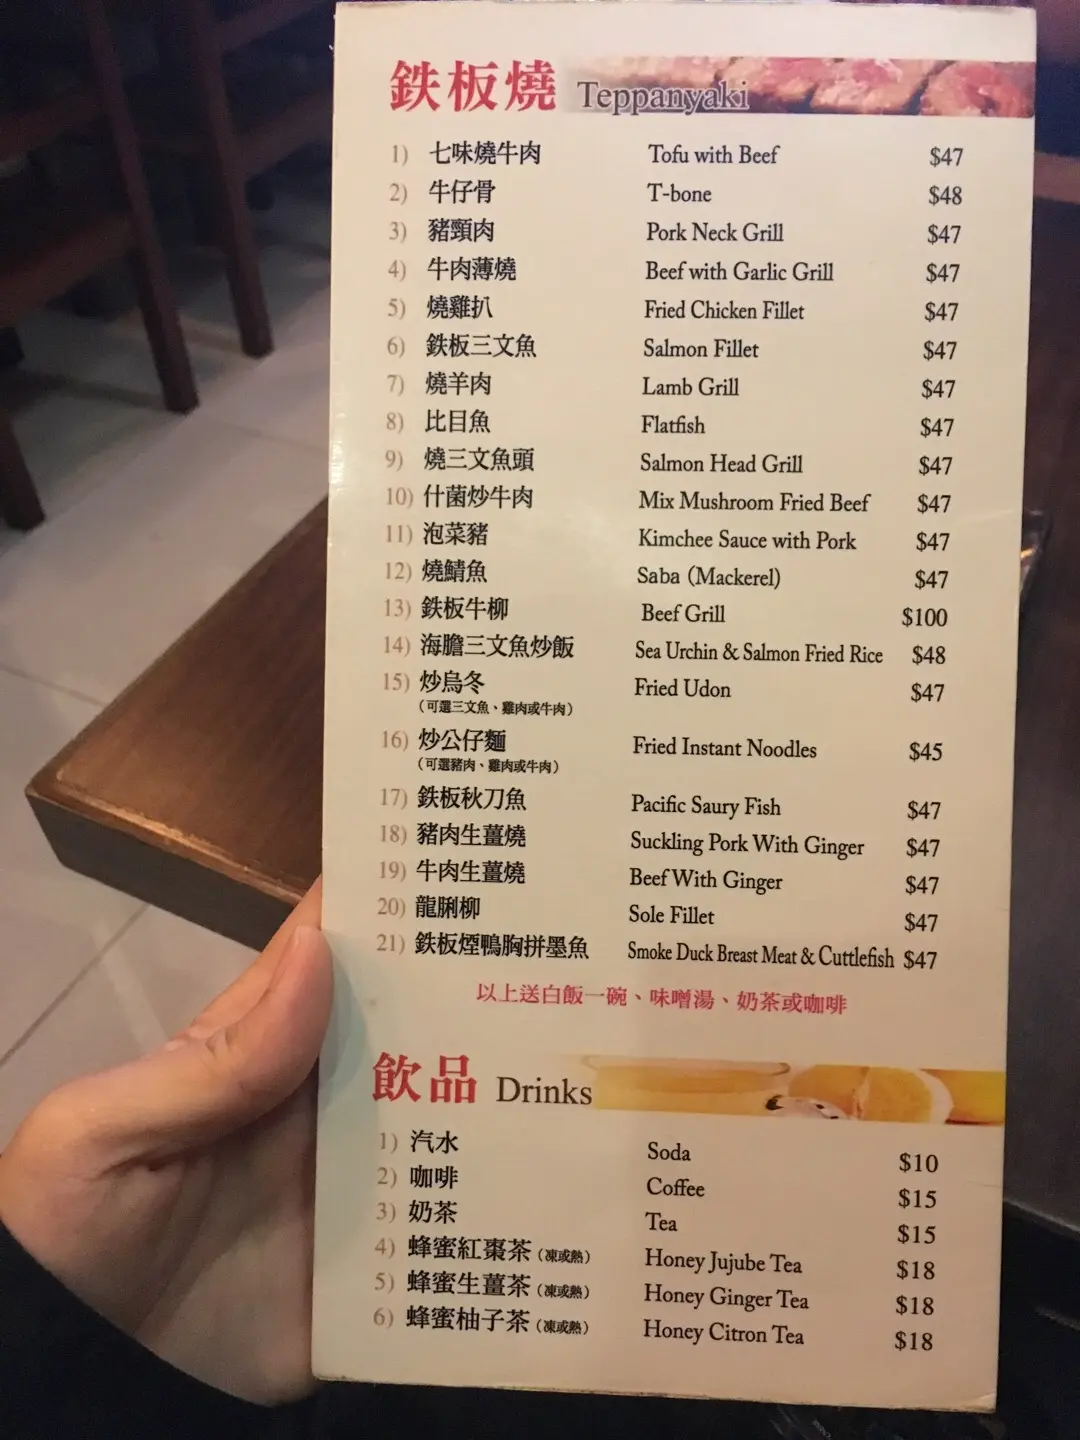 鉄板燒 Teppanyaki
1) 七味燒牛肉 Tofu with Beef $47
2) 牛仔骨 T-bone $48
3) 豬頸肉 Pork Neck Grill $47
4) 牛肉薄燒 Beef with Garlic Grill $47
5) 燒雞扒 Fried Chicken Fillet $47
6) 鉄板三文魚 Salmon Fillet $47
7) 燒羊肉 Lamb Grill $47
8) 比目魚 Flatfish $47
9) 燒三文魚頭 Salmon Head Grill $47
10) 什菌炒牛肉 Mix Mushroom Fried Beef $47
11) 泡菜豬 Kimchee Sauce with Pork $47
12) 燒鯖魚 Saba (Mackerel) $47
13) 鉄板牛柳 Beef Grill $100
14) 海膽三文魚炒飯 Sea Urchin & Salmon Fried Rice $48
15) 炒烏冬 Fried Udon $47
(可選三文魚、雞肉或牛肉)
16) 炒公仔麵 Fried Instant Noodles $45
(可選豬肉、雞肉或牛肉)
17) 鉄板秋刀魚 Pacific Saury Fish $47
18) 豬肉生薑燒 Suckling Pork With Ginger $47
19) 牛肉生薑燒 Beef With Ginger $47
20) 龍脷柳 Sole Fillet $47
21) 鉄板煙鴨胸拼墨魚 Smoke Duck Breast Meat & Cuttlefish $47
以上送白飯一碗、味噌湯、奶茶或咖啡
飲品 Drinks
1) 汽水 Soda $10
2) 咖啡 Coffee $15
3) 奶茶 Tea $15
4) 蜂蜜紅棗茶 (凍或熱) Honey Jujube Tea $18
5) 蜂蜜生薑茶 (凍或熱) Honey Ginger Tea $18
6) 蜂蜜柚子茶 (凍或熱) Honey Citron Tea $18